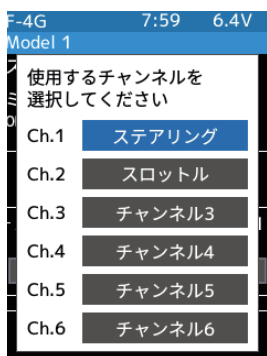 F-4G 7:59 6.4V
Model 1
使用するチャンネルを
選択してください
Ch.1 ステアリング
Ch.2 スロットル
Ch.3 チャンネル3
Ch.4 チャンネル4
Ch.5 チャンネル5
Ch.6 チャンネル6